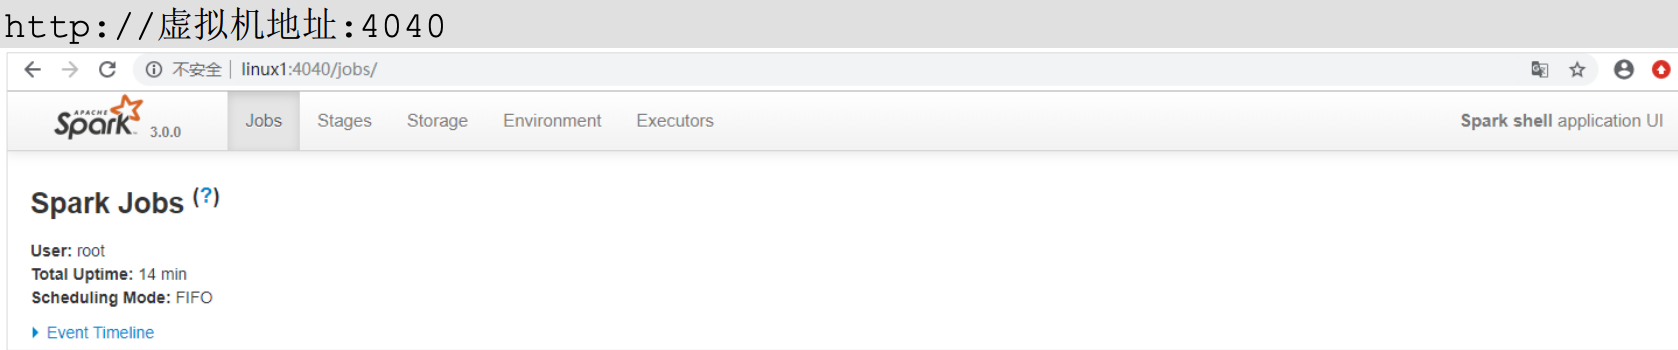 http://虚拟机地址:4040
不安全 | linux1:4040/jobs/
APACHE Spark 3.0.0 Jobs Stages Storage Environment Executors Spark shell application UI
Spark Jobs (?)
User: root
Total Uptime: 14 min
Scheduling Mode: FIFO
Event Timeline